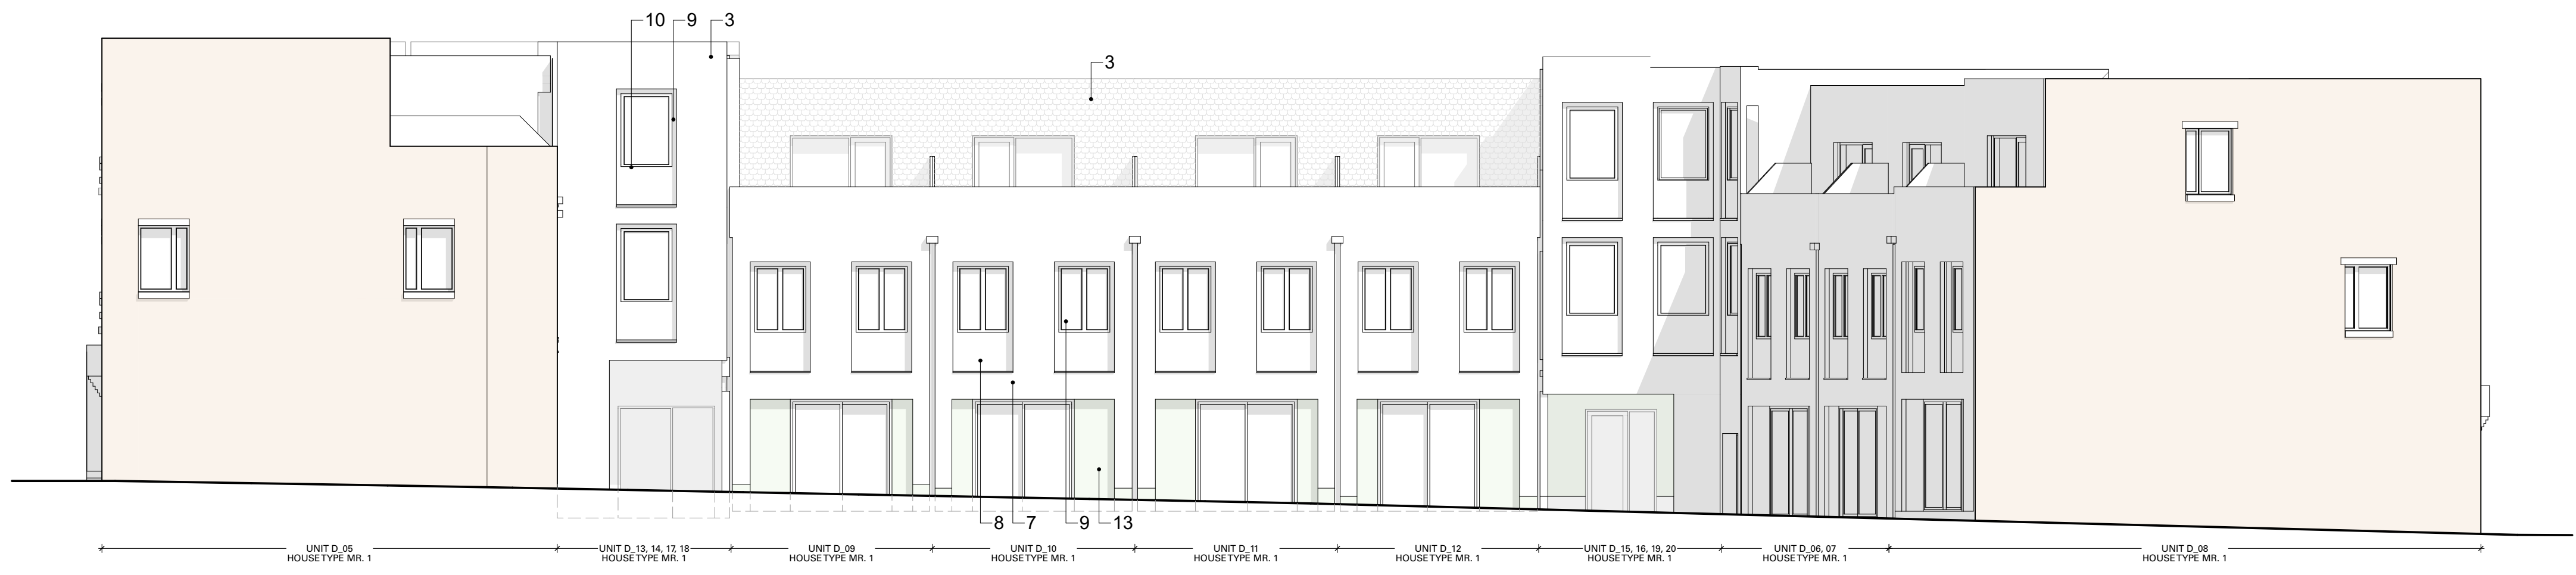 10
9
3
3
8
7
9
13
UNIT D_05
HOUSETYPE MR. 1
UNIT D_13, 14, 17, 18
HOUSETYPE MR. 1
UNIT D_09
HOUSETYPE MR. 1
UNIT D_10
HOUSETYPE MR. 1
UNIT D_11
HOUSETYPE MR. 1
UNIT D_12
HOUSETYPE MR. 1
UNIT D_15, 16, 19, 20
HOUSETYPE MR. 1
UNIT D_06, 07
HOUSETYPE MR. 1
UNIT D_08
HOUSETYPE MR. 1